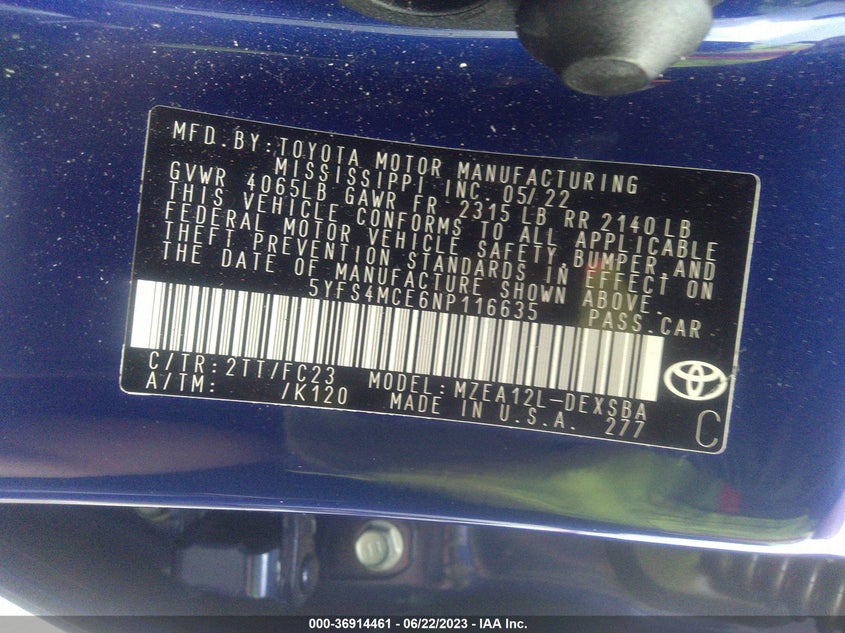 MFD.BY:TOYOTA MOTOR MANUFACTURING
MISSISSIPPI INC. 05/22
GVWR 4065LB GAWR FR 2315 LB RR 2140 LB
THIS VEHICLE CONFORMS TO ALL APPLICABLE
FEDERAL MOTOR VEHICLE SAFETY, BUMPER, AND
THEFT PREVENTION STANDARDS IN EFFECT ON
THE DATE OF MANUFACTURE SHOWN ABOVE.
5YFS4MCE6NP116635 PASS.CAR
C/TR:2TT/FC23 MODEL:MZEA12L-DEXSBA
A/TM: /K120 MADE IN U.S.A. 277
C
000-36914461 - 06/22/2023 - IAA Inc.